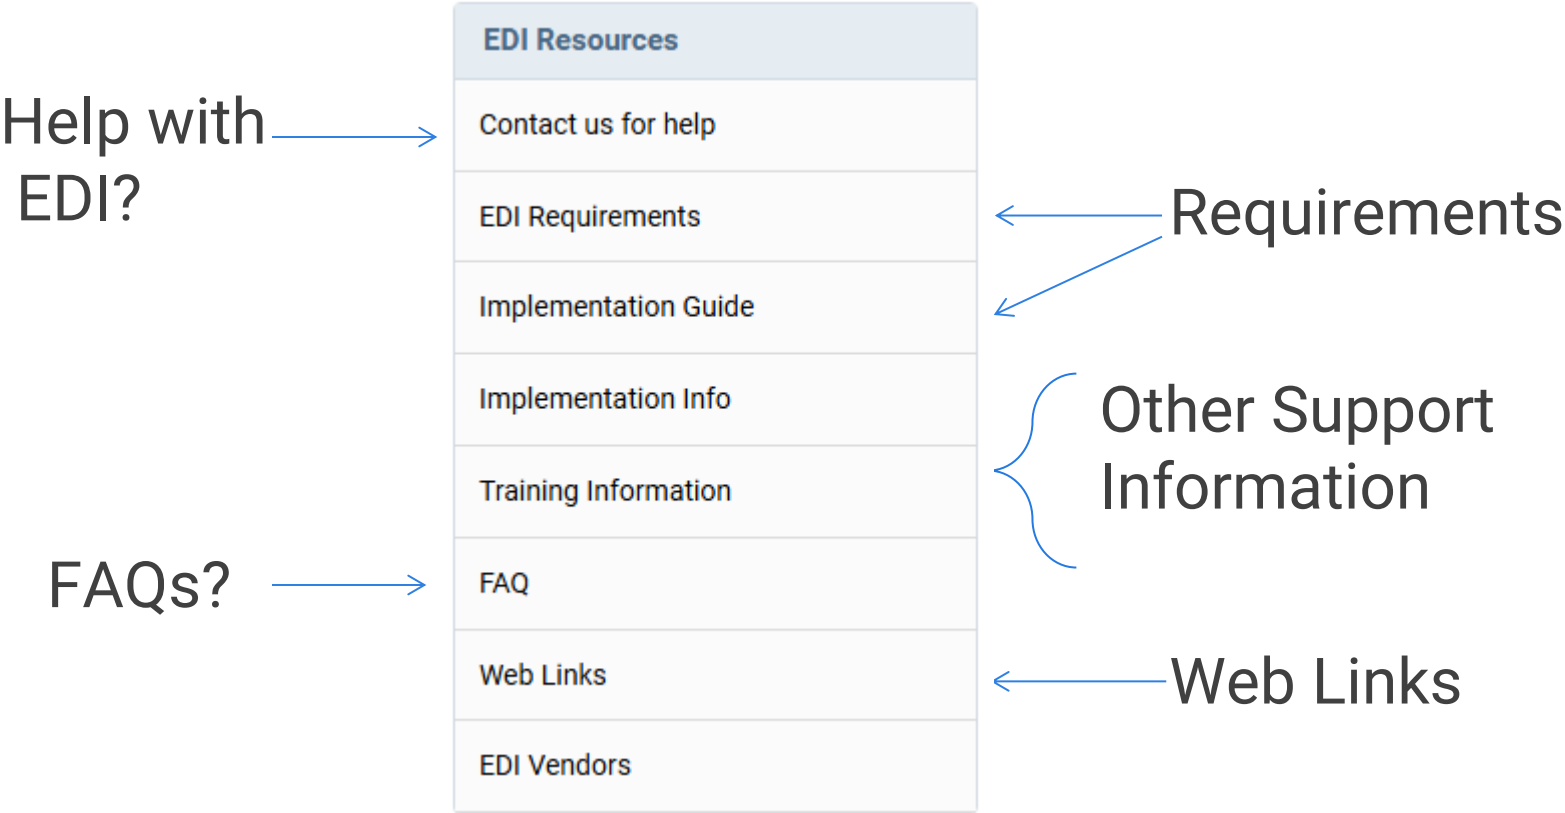 EDI Resources
Help with
EDI?
Contact us for help
EDI Requirements
Requirements
Implementation Guide
Implementation Info
Other Support
Information
Training Information
FAQs?
FAQ
Web Links
Web Links
EDI Vendors